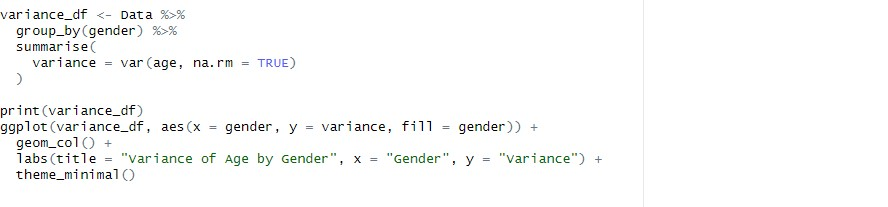 variance_df <- Data %>%
  group_by(gender) %>%
  summarise(
    variance = var(age, na.rm = TRUE)
  )

print(variance_df)
ggplot(variance_df, aes(x = gender, y = variance, fill = gender)) +
  geom_col() +
  labs(title = "Variance of Age by Gender", x = "Gender", y = "Variance") +
  theme_minimal()